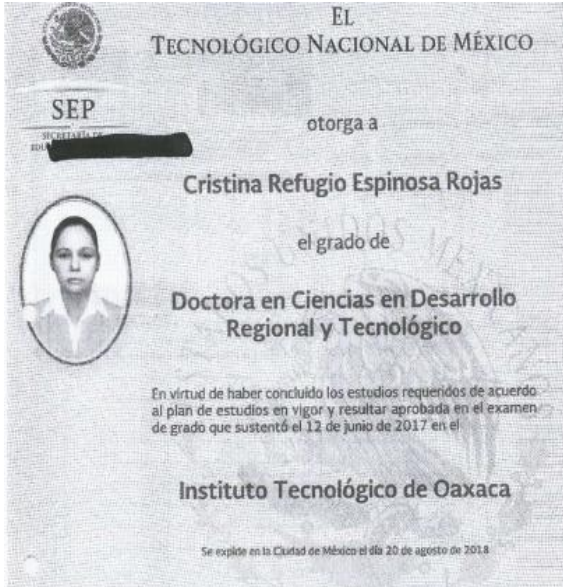 EL
TECNOLÓGICO NACIONAL DE MÉXICO
SEP
SECRETARÍA DE
otorga a
Cristina Refugio Espinosa Rojas
el grado de
Doctora en Ciencias en Desarrollo
Regional y Tecnológico
En virtud de haber concluido los estudios requeridos de acuerdo
al plan de estudios en vigor y resultar aprobada en el examen
de grado que sustentó el 12 de junio de 2017 en el
Instituto Tecnológico de Oaxaca
Se expide en la Ciudad de México el día 20 de agosto de 2018